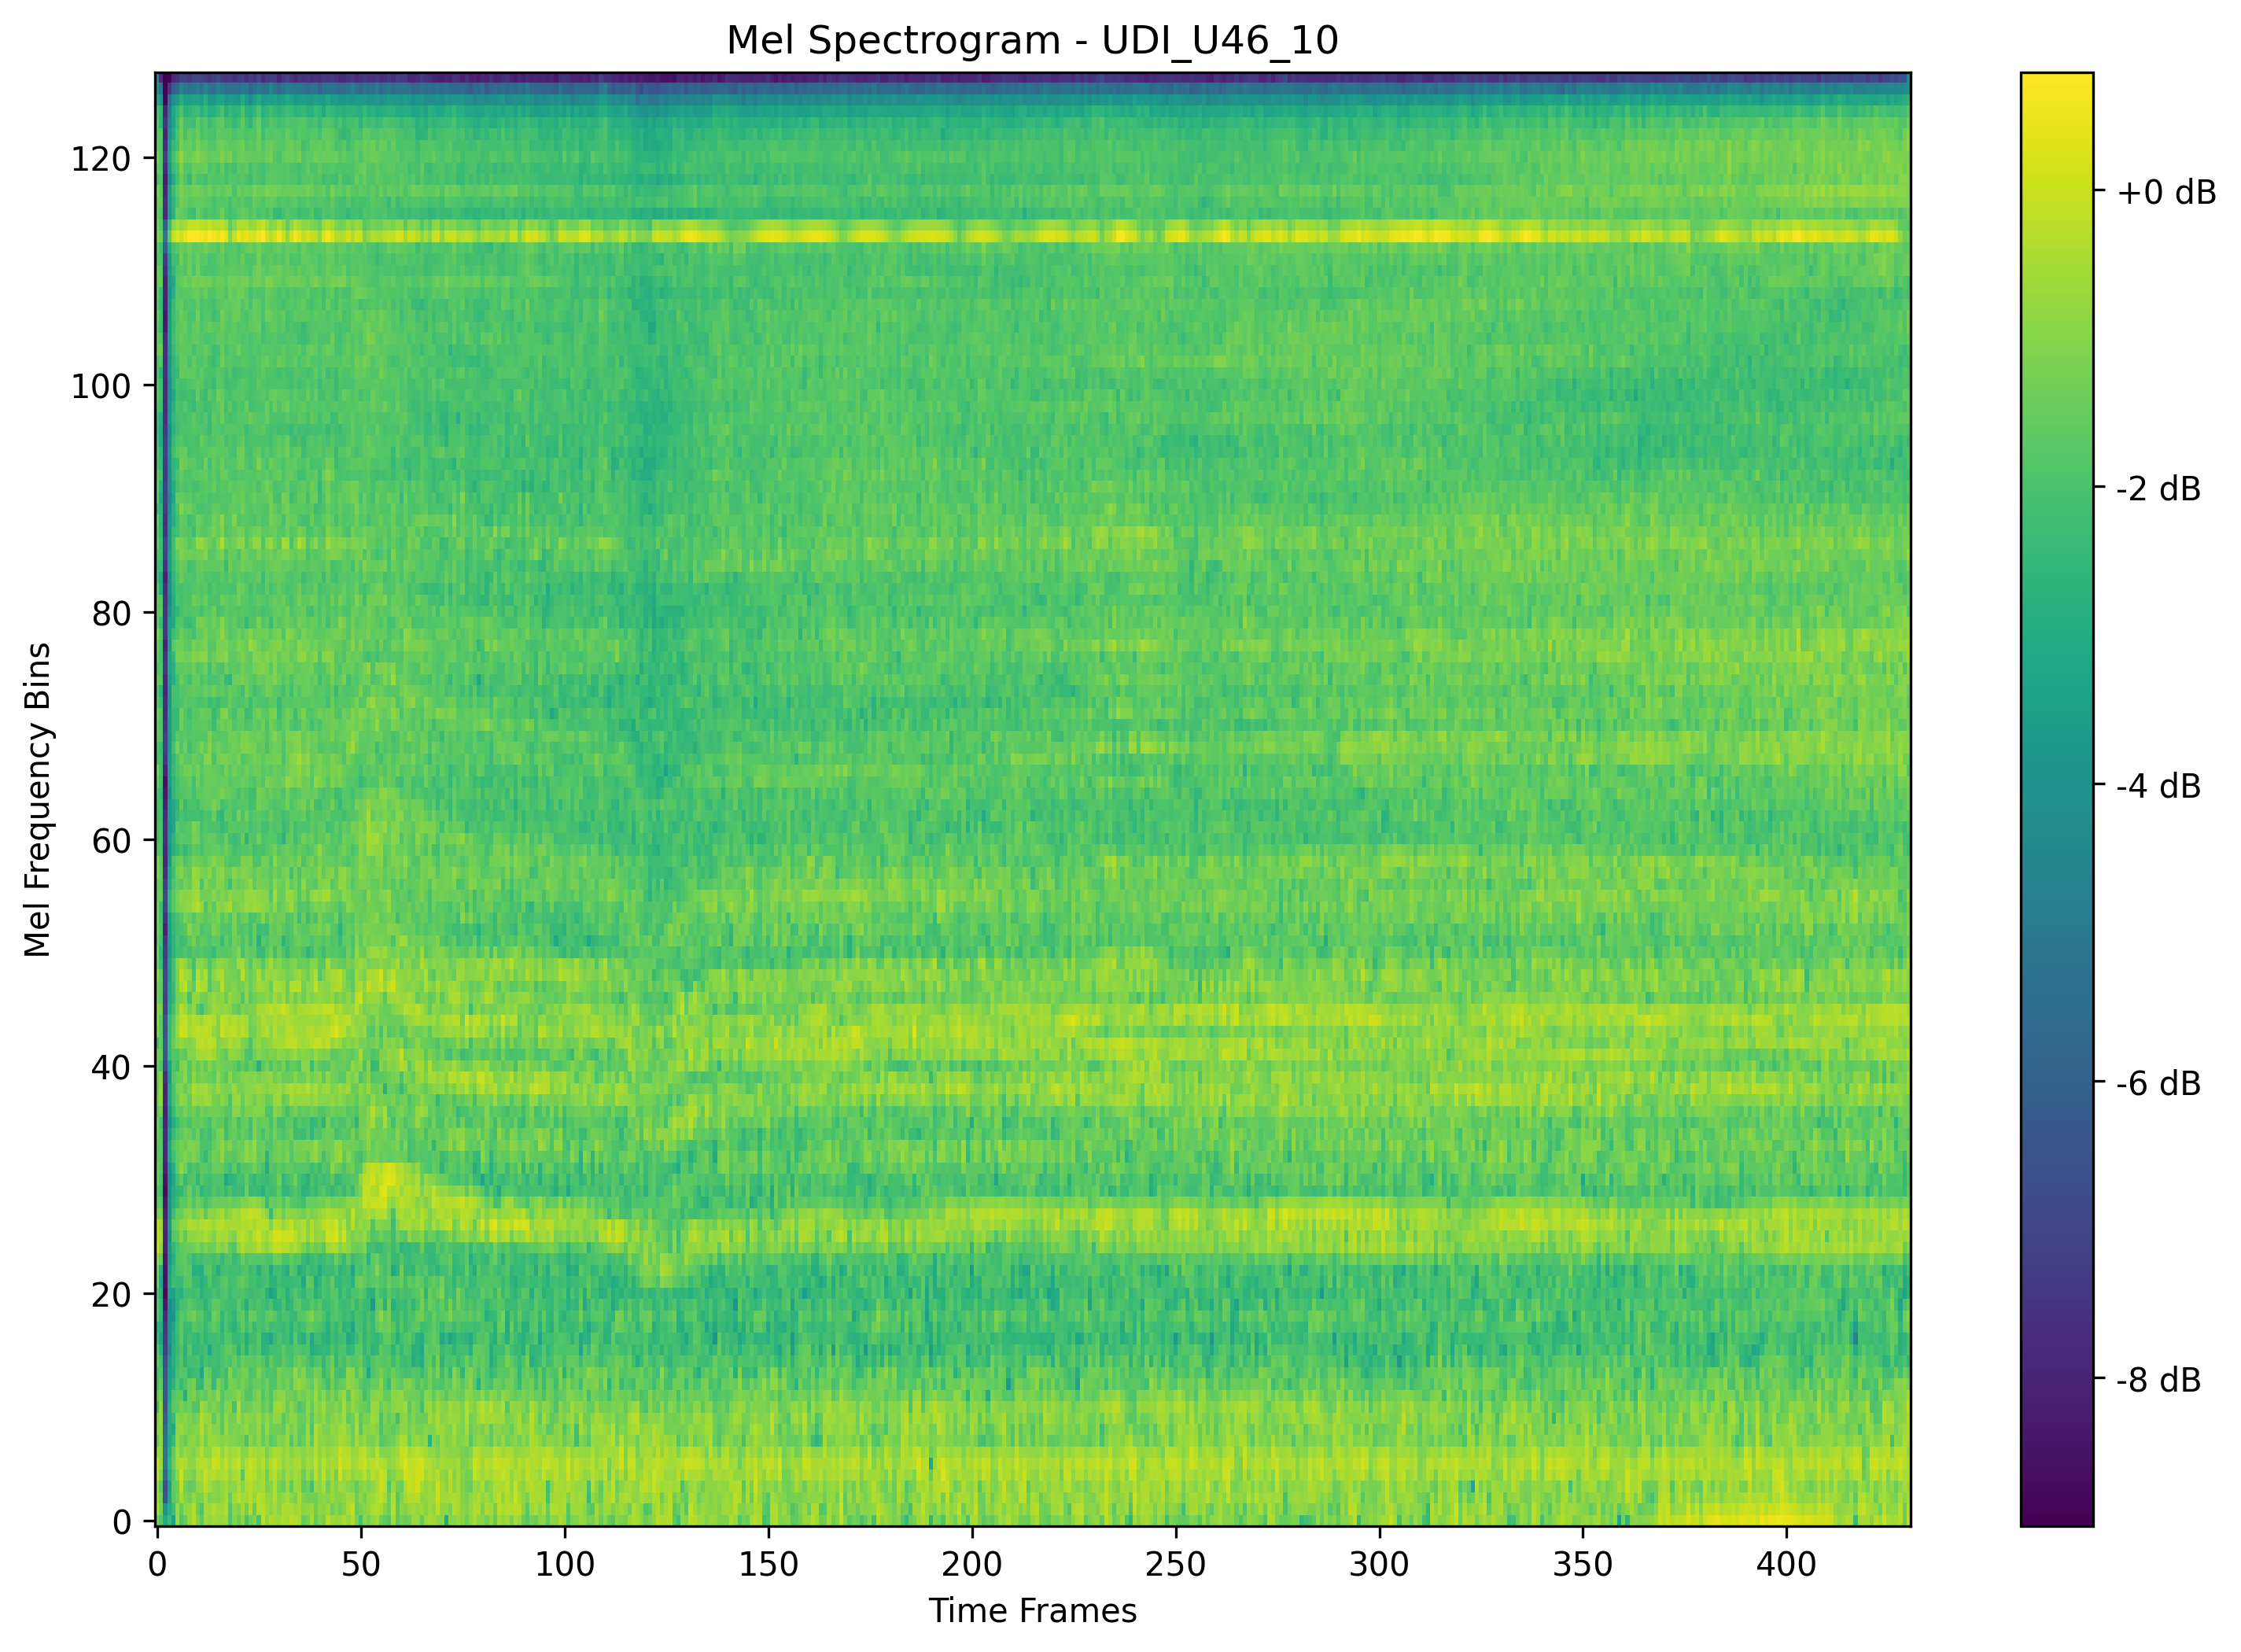 Mel Spectrogram - UDI_U46_10
Mel Frequency Bins
120
100
80
60
40
20
0
0 50 100 150 200 250 300 350 400
Time Frames
+0 dB
-2 dB
-4 dB
-6 dB
-8 dB